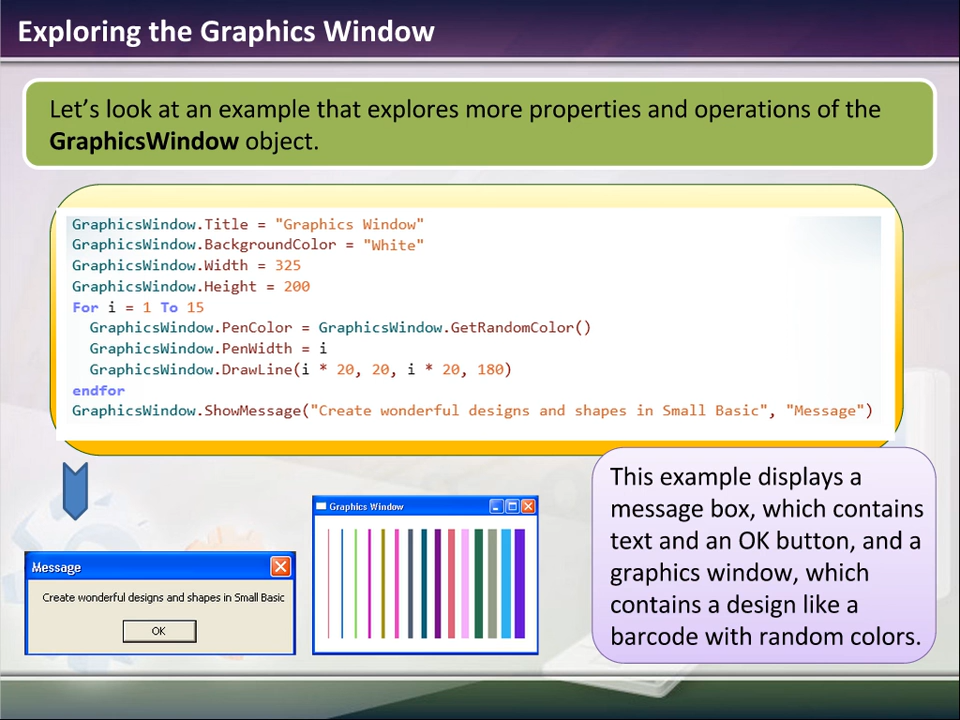 Exploring the Graphics Window
Let’s look at an example that explores more properties and operations of the
GraphicsWindow object.
GraphicsWindow.Title = "Graphics Window"
GraphicsWindow.BackgroundColor = "White"
GraphicsWindow.Width = 325
GraphicsWindow.Height = 200
For i = 1 To 15
  GraphicsWindow.PenColor = GraphicsWindow.GetRandomColor()
  GraphicsWindow.PenWidth = i
  GraphicsWindow.DrawLine(i * 20, 20, i * 20, 180)
endfor
GraphicsWindow.ShowMessage("Create wonderful designs and shapes in Small Basic", "Message")
Message
Create wonderful designs and shapes in Small Basic
OK
Graphics Window
This example displays a
message box, which contains
text and an OK button, and a
graphics window, which
contains a design like a
barcode with random colors.